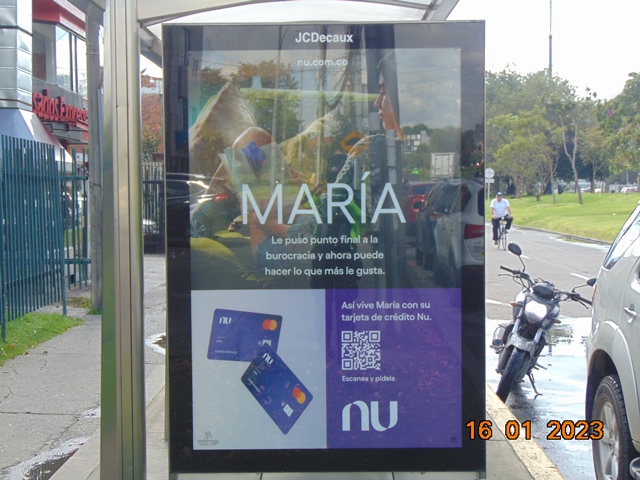 JCDecaux
nu.com.co
MARÍA
Le puso punto final a la
burocracia y ahora puede
hacer lo que más le gusta.
Así vive María con su
tarjeta de crédito Nu.
Escanea y pídela
nu
nu
16 01 2023